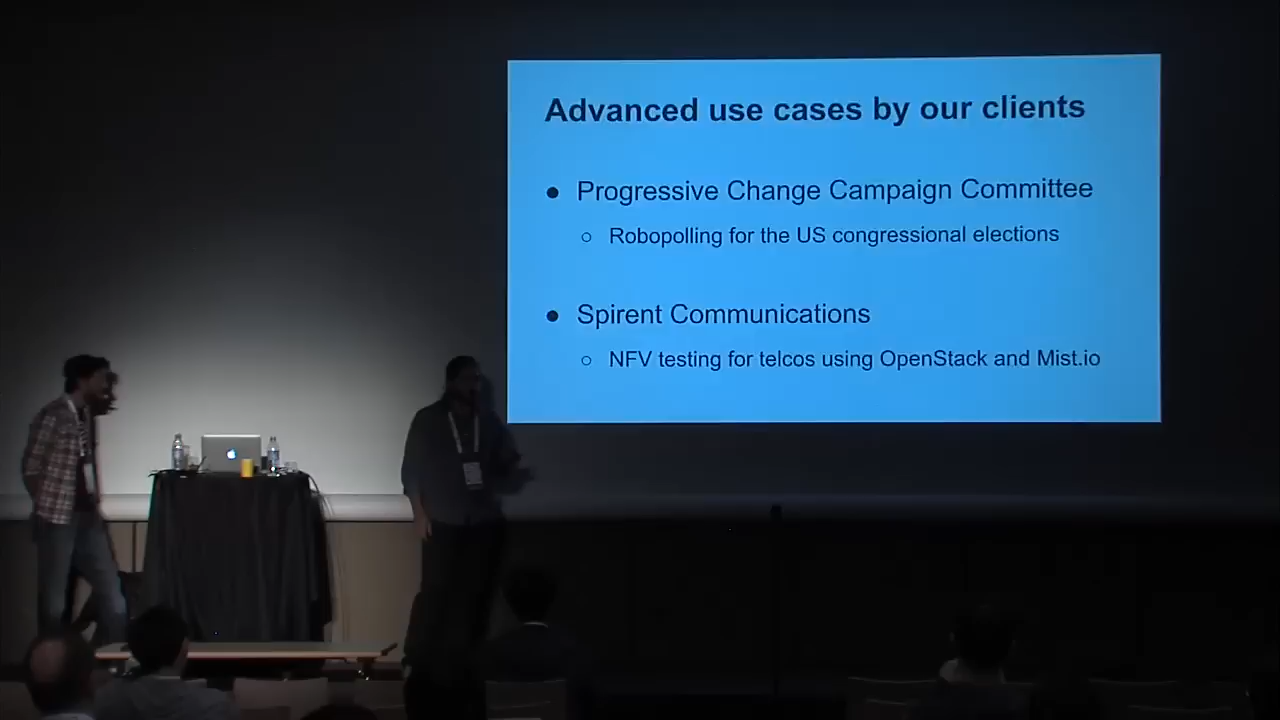 Advanced use cases by our clients
● Progressive Change Campaign Committee
○ Robopolling for the US congressional elections
● Spirent Communications
○ NFV testing for telcos using OpenStack and Mist.io